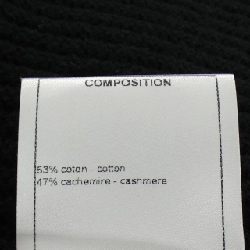 COMPOSITION
53% coton - cotton
47% cachemire - cashmere